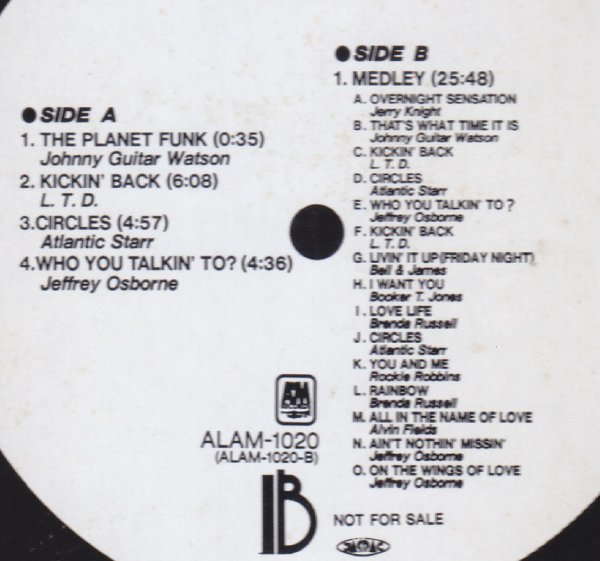 ●SIDE A
1. THE PLANET FUNK (0:35)
Johnny Guitar Watson
2. KICKIN' BACK (6:08)
L. T. D.
3.CIRCLES (4:57)
Atlantic Starr
4.WHO YOU TALKIN' TO? (4:36)
Jeffrey Osborne
●SIDE B
1. MEDLEY (25:48)
A. OVERNIGHT SENSATION
Jerry Knight
B. THAT'S WHAT TIME IT IS
Johnny Guitar Watson
C. KICKIN' BACK
L. T. D.
D. CIRCLES
Atlantic Starr
E. WHO YOU TALKIN' TO ?
Jeffrey Osborne
F. KICKIN' BACK
L. T. D.
G. LIVIN' IT UP(FRIDAY NIGHT)
Bell & James
H. I WANT YOU
Booker T. Jones
I. LOVE LIFE
Brenda Russell
J. CIRCLES
Atlantic Starr
K. YOU AND ME
Rockie Robbins
L. RAINBOW
Brenda Russell
M. ALL IN THE NAME OF LOVE
Alvin Fields
N. AIN'T NOTHIN' MISSIN'
Jeffrey Osborne
O. ON THE WINGS OF LOVE
Jeffrey Osborne
A&M
ALAM-1020
(ALAM-1020-B)
B
NOT FOR SALE